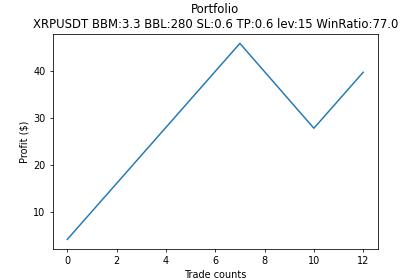 Portfolio
XRPUSDT BBM:3.3 BBL:280 SL:0.6 TP:0.6 lev:15 WinRatio:77.0
40
30
20
10
Profit ($)
0 2 4 6 8 10 12
Trade counts